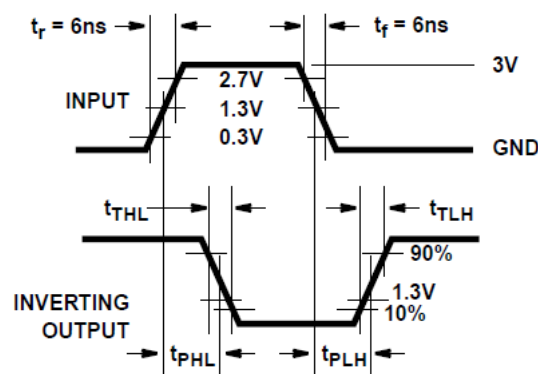 tr = 6ns
tf = 6ns
3V
INPUT
2.7V
1.3V
0.3V
GND
tTHL
tTLH
90%
1.3V
10%
INVERTING
OUTPUT
tPHL
tPLH